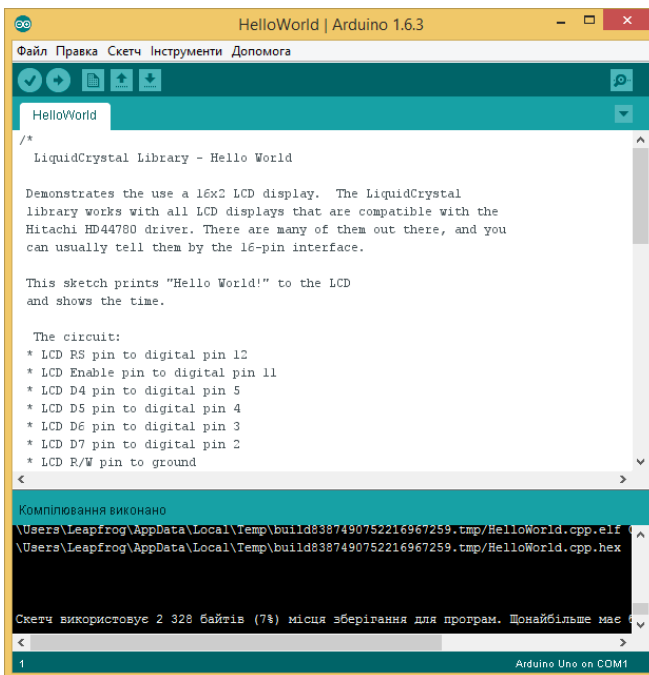 HelloWorld | Arduino 1.6.3
Файл Правка Скетч Інструменти Допомога
HelloWorld
/*
LiquidCrystal Library - Hello World
Demonstrates the use a 16x2 LCD display. The LiquidCrystal
library works with all LCD displays that are compatible with the
Hitachi HD44780 driver. There are many of them out there, and you
can usually tell them by the 16-pin interface.
This sketch prints "Hello World!" to the LCD
and shows the time.
The circuit:
* LCD RS pin to digital pin 12
* LCD Enable pin to digital pin 11
* LCD D4 pin to digital pin 5
* LCD D5 pin to digital pin 4
* LCD D6 pin to digital pin 3
* LCD D7 pin to digital pin 2
* LCD R/W pin to ground
Компіпювання виконано
\Users\Leapfrog\AppData\Local\Temp\build8387490752216967259.tmp/HelloWorld.cpp.elf
\Users\Leapfrog\AppData\Local\Temp\build8387490752216967259.tmp/HelloWorld.cpp.hex
Скетч використовує 2 328 байтів (7%) місця зберігання для програм. Щонайбільше має
1
Arduino Uno on COM1